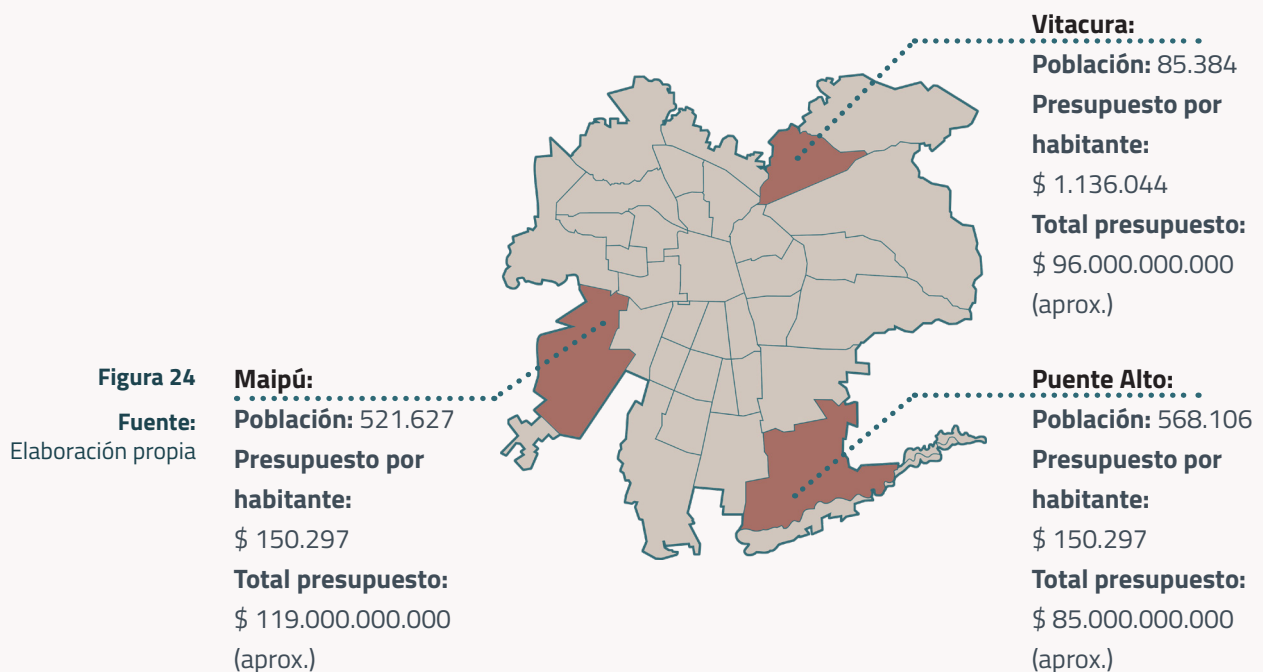 Vitacura:
Población: 85.384
Presupuesto por
habitante:
$ 1.136.044
Total presupuesto:
$ 96.000.000.000
(aprox.)
Figura 24
Fuente:
Elaboración propia
Maipú:
Población: 521.627
Presupuesto por
habitante:
$ 150.297
Total presupuesto:
$ 119.000.000.000
(aprox.)
Puente Alto:
Población: 568.106
Presupuesto por
habitante:
$ 150.297
Total presupuesto:
$ 85.000.000.000
(aprox.)